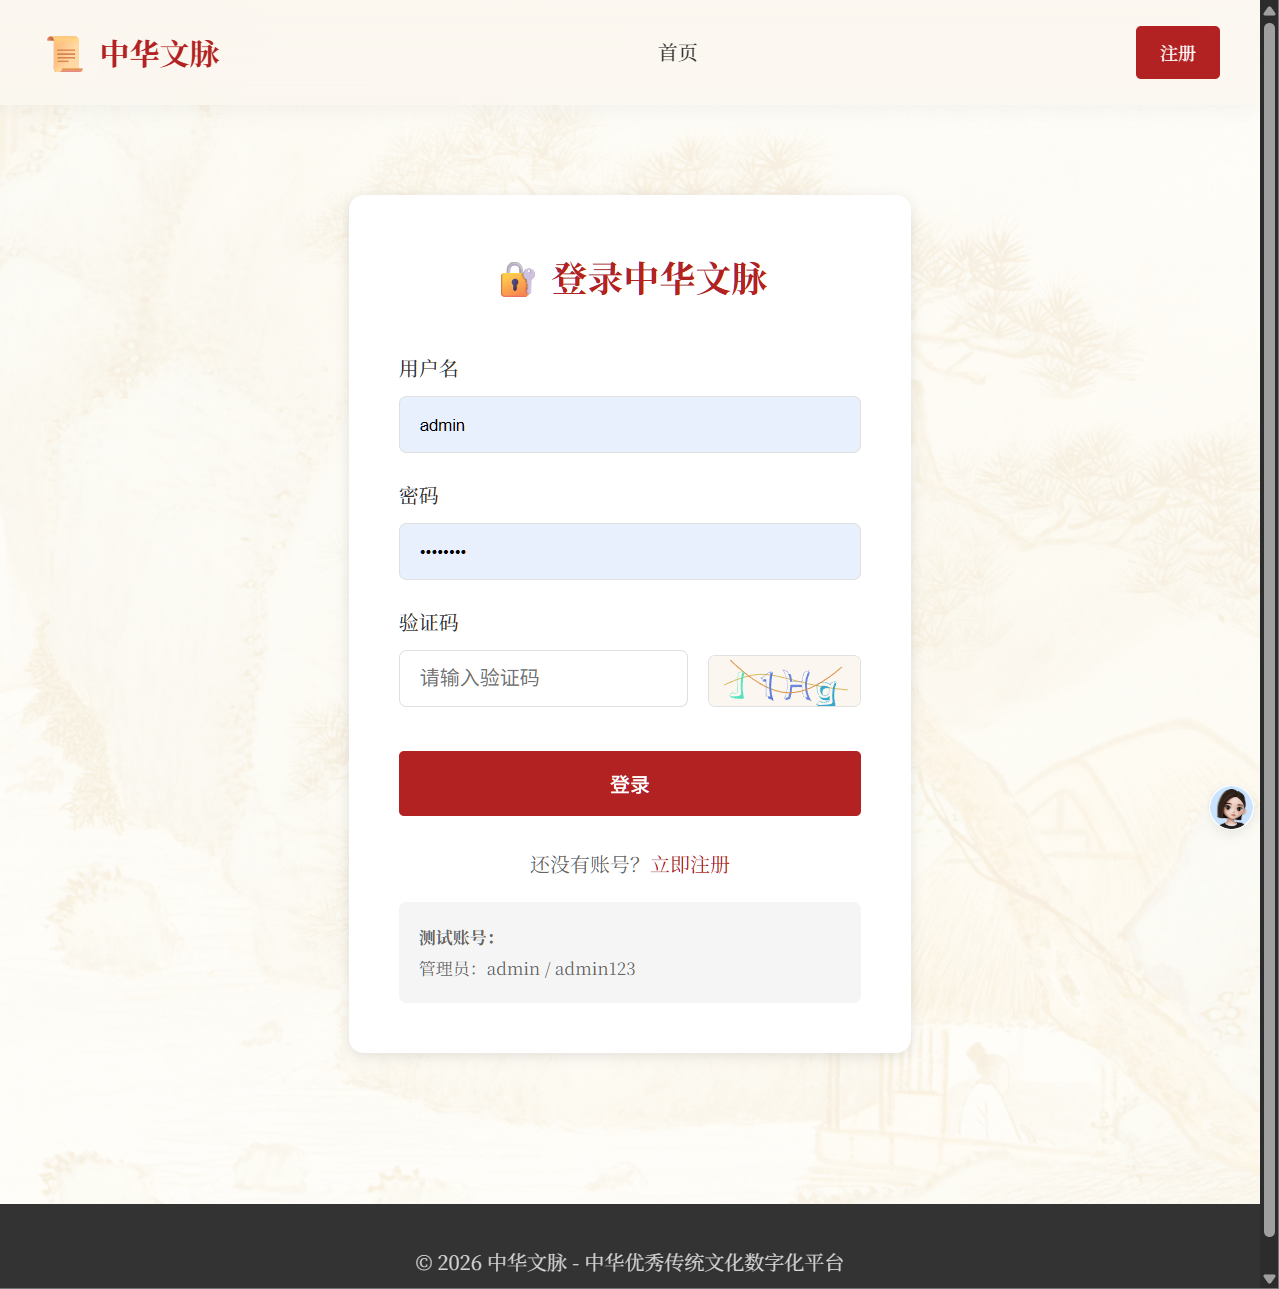 中华文脉
首页
注册
登录中华文脉
用户名
admin
密码
••••••••
验证码
请输入验证码
登录
还没有账号？立即注册
测试账号：
管理员：admin / admin123
© 2026 中华文脉 - 中华优秀传统文化数字化平台